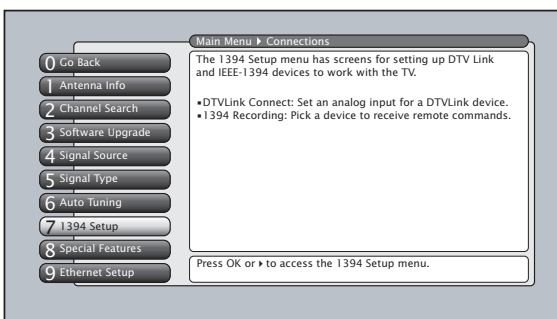 Main Menu ▸ Connections
0 Go Back
1 Antenna Info
2 Channel Search
3 Software Upgrade
4 Signal Source
5 Signal Type
6 Auto Tuning
7 1394 Setup
8 Special Features
9 Ethernet Setup
The 1394 Setup menu has screens for setting up DTV Link
and IEEE-1394 devices to work with the TV.
▪DTVLink Connect: Set an analog input for a DTVLink device.
▪1394 Recording: Pick a device to receive remote commands.
Press OK or ▸ to access the 1394 Setup menu.